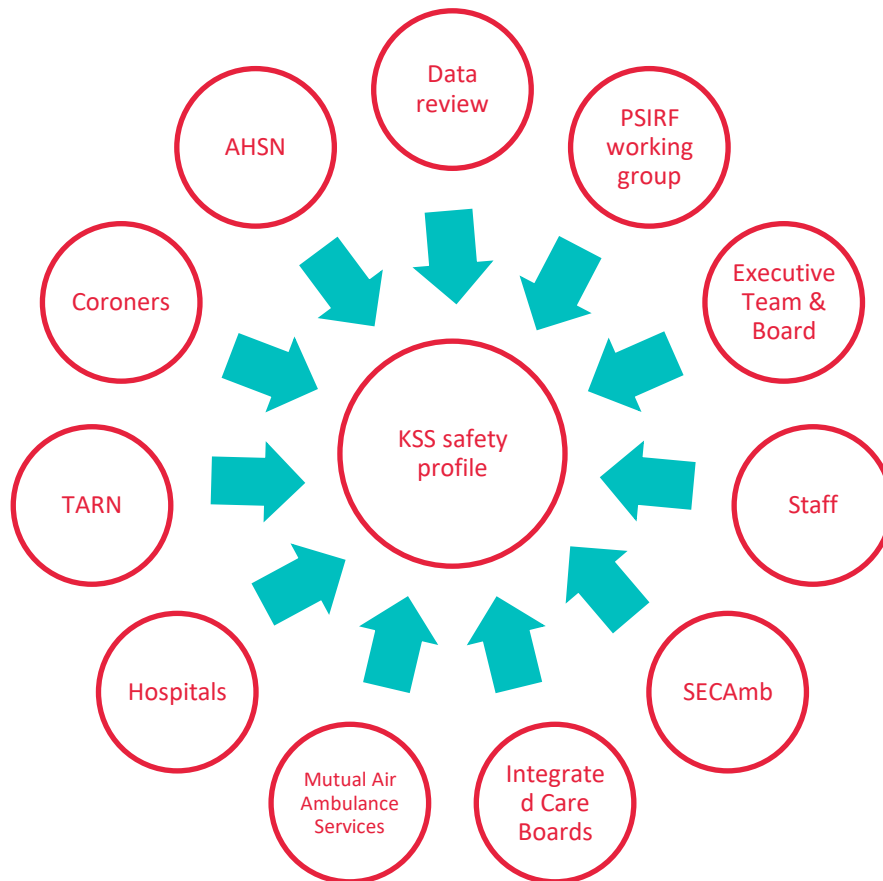 Data
review
PSIRF
working
group
Executive
Team &
Board
Staff
SECAmb
Integrate
d Care
Boards
Mutual Air
Ambulance
Services
Hospitals
TARN
Coroners
AHSN
KSS safety
profile